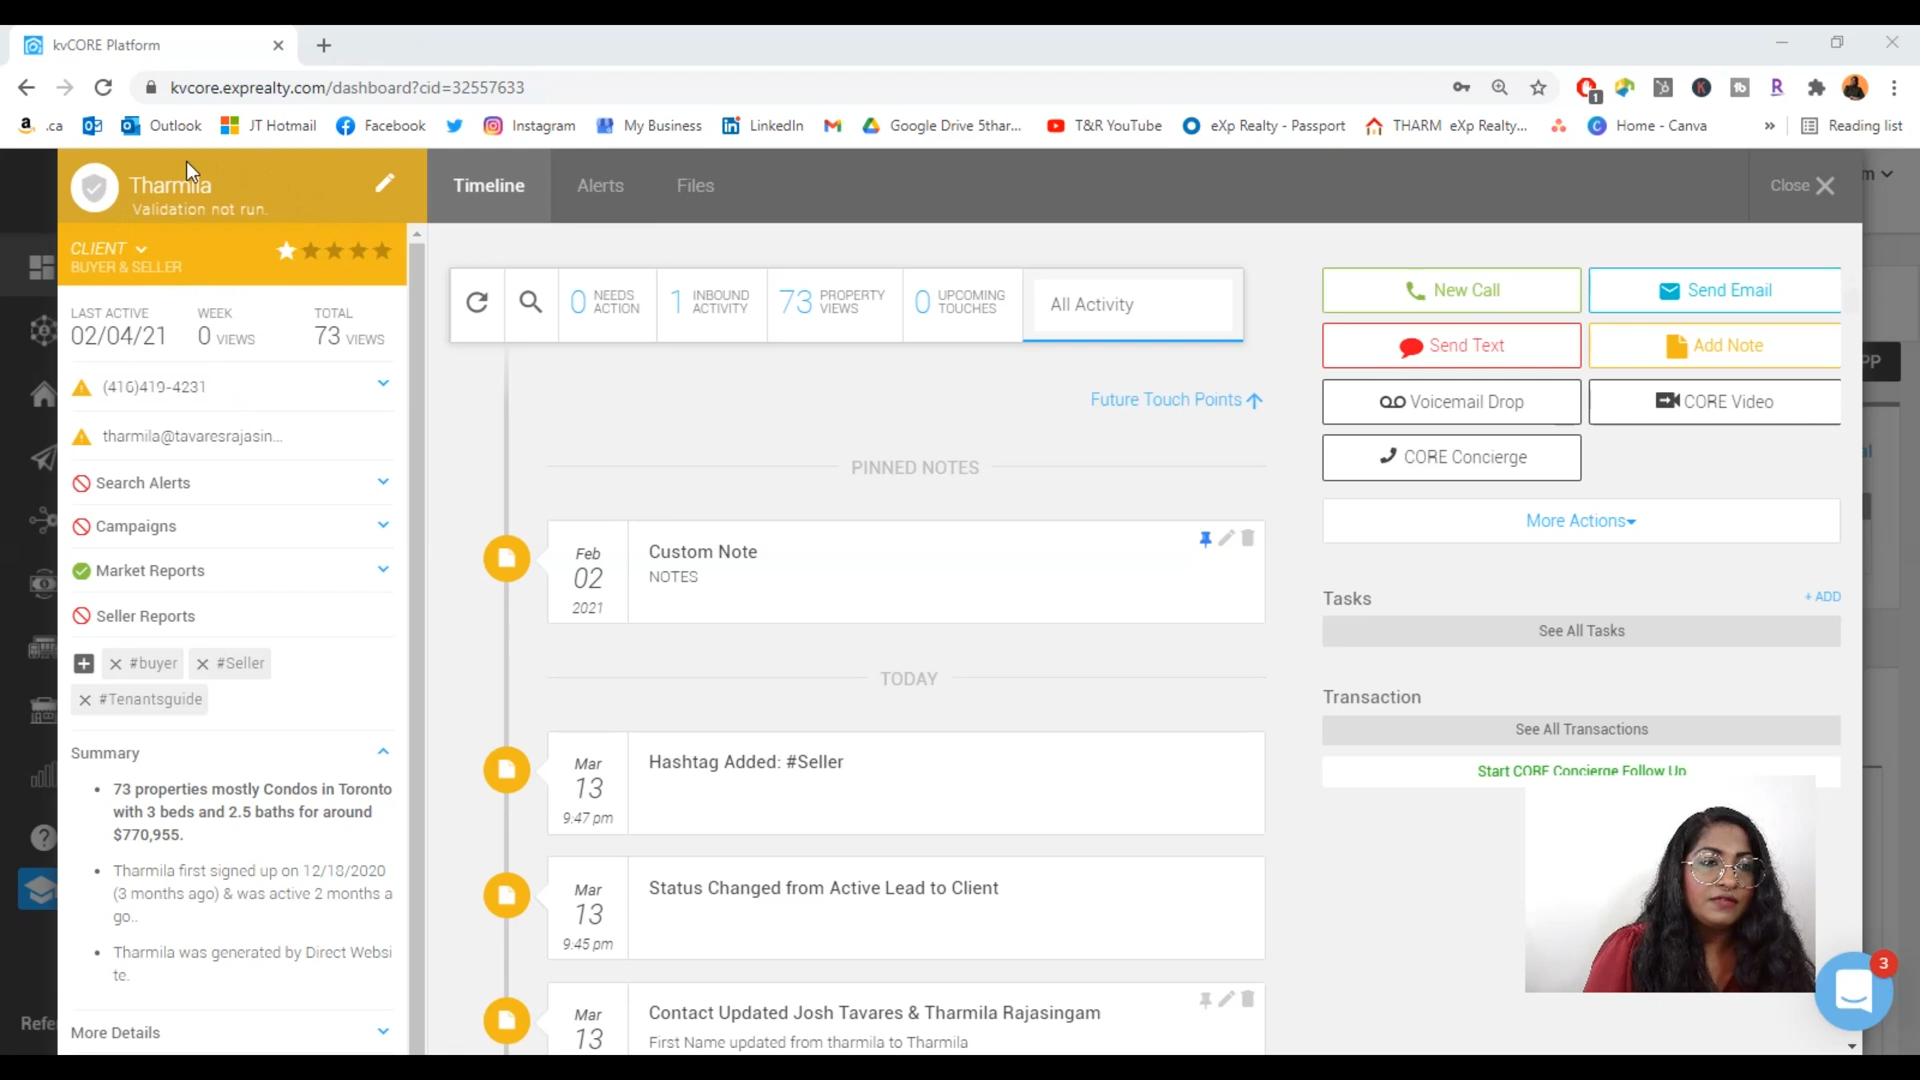 kvCORE Platform
kvcore.exprealty.com/dashboard?cid=32557633
1
.ca
Outlook
JT Hotmail
Facebook
Instagram
My Business
LinkedIn
Google Drive 5thar...
T&R YouTube
eXp Realty - Passport
THARM eXp Realty...
Home - Canva
»
Reading list
Tharmila
Validation not run.
Timeline
Alerts
Files
Close
CLIENT
BUYER & SELLER
LAST ACTIVE
02/04/21
WEEK
0 VIEWS
TOTAL
73 VIEWS
(416)419-4231
tharmila@tavaresrajasin...
Search Alerts
Campaigns
Market Reports
Seller Reports
#buyer
#Seller
#Tenantsguide
Summary
• 73 properties mostly Condos in Toronto
with 3 beds and 2.5 baths for around
$770,955.
• Tharmila first signed up on 12/18/2020
(3 months ago) & was active 2 months a
go..
• Tharmila was generated by Direct Websi
te.
More Details
Refe
0 NEEDS
ACTION
1 INBOUND
ACTIVITY
73 PROPERTY
VIEWS
0 UPCOMING
TOUCHES
All Activity
Future Touch Points
PINNED NOTES
Feb
02
2021
Custom Note
NOTES
TODAY
Mar
13
9:47 pm
Hashtag Added: #Seller
Mar
13
9:45 pm
Status Changed from Active Lead to Client
Mar
13
Contact Updated Josh Tavares & Tharmila Rajasingam
First Name updated from tharmila to Tharmila
New Call
Send Email
Send Text
Add Note
Voicemail Drop
CORE Video
CORE Concierge
More Actions
Tasks
+ ADD
See All Tasks
Transaction
See All Transactions
Start CORE Concierge Follow Up
3